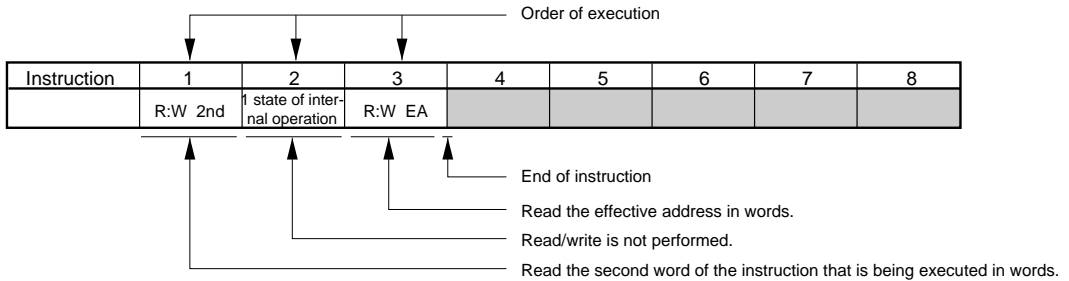 Order of execution
Instruction 1 2 3 4 5 6 7 8
R:W 2nd 1 state of inter- R:W EA
nal operation
End of instruction
Read the effective address in words.
Read/write is not performed.
Read the second word of the instruction that is being executed in words.